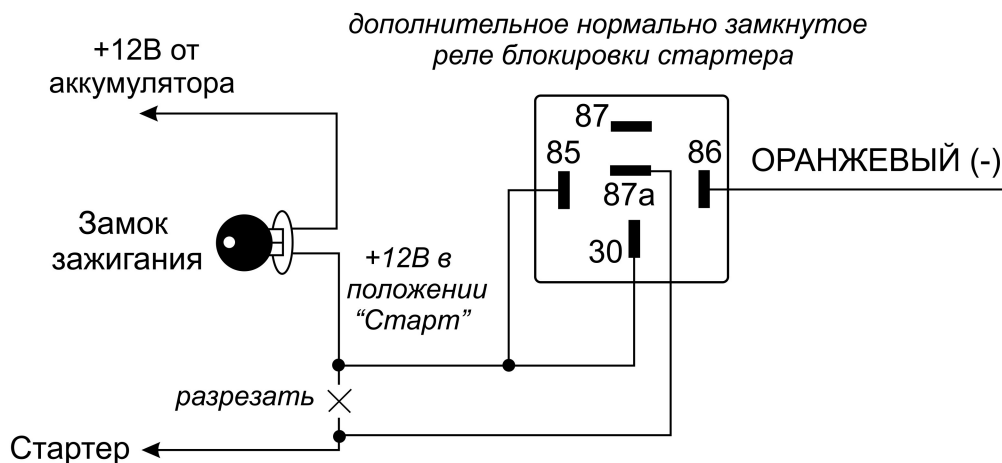 дополнительное нормально замкнутое
реле блокировки стартера
+12В от
аккумулятора
87
85
86
87а
30
ОРАНЖЕВЫЙ (-)
Замок
зажигания
+12В в
положении
“Старт”
разрезать
Стартер